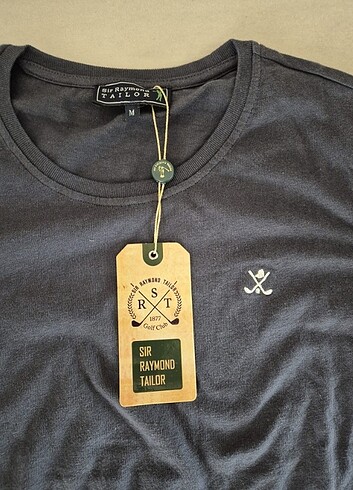 Sir Raymond
TAILOR
M
SIR RAYMOND TAILOR
R S T
1877
Golf Club
SIR
RAYMOND
TAILOR